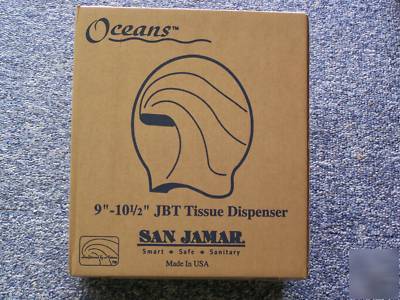 Oceans™
9"-10½" JBT Tissue Dispenser
SAN JAMAR.
Smart ◆ Safe ◆ Sanitary
Made In USA